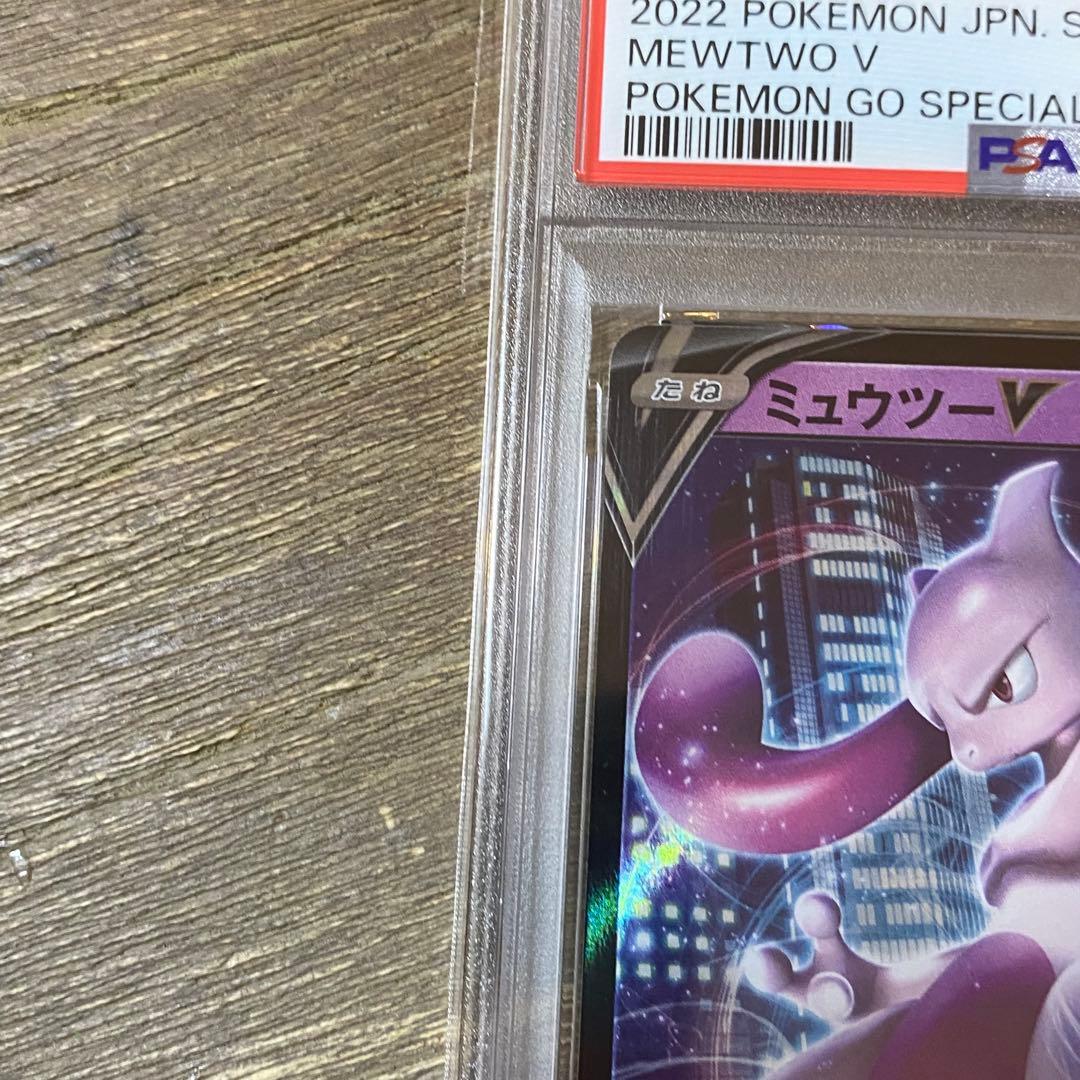 2022 POKEMON JPN. S
MEWTWO V
POKEMON GO SPECIAL
PSA
たね
ミュウツーV